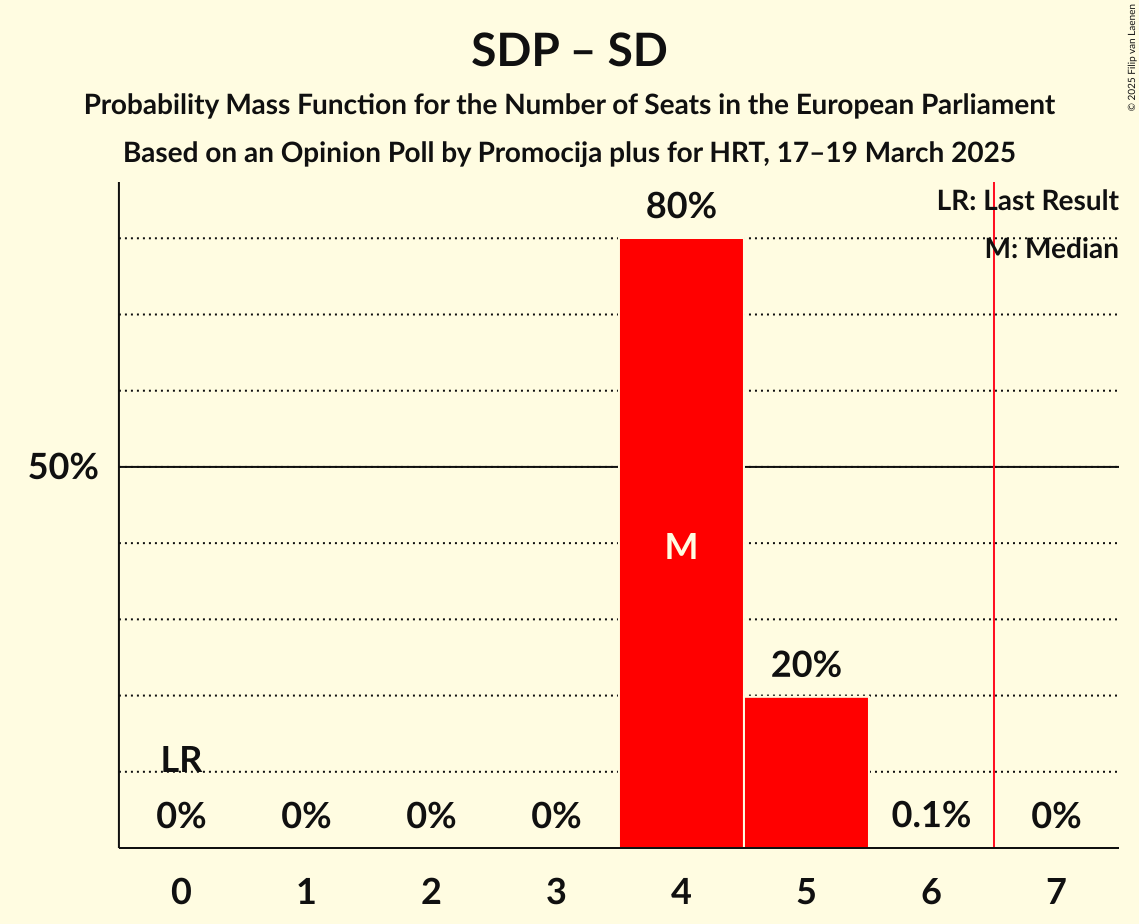 SDP – SD
Probability Mass Function for the Number of Seats in the European Parliament
Based on an Opinion Poll by Promocija plus for HRT, 17–19 March 2025
© 2025 Filip van Laenen
LR: Last Result
M: Median
80%
50%
M
20%
LR
0% 0% 0% 0% 0.1% 0%
0 1 2 3 4 5 6 7